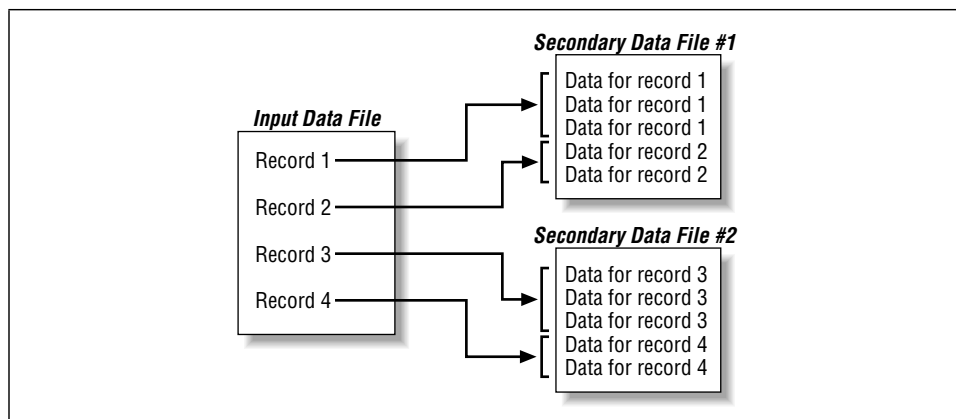 Input Data File
Record 1
Record 2
Record 3
Record 4
Secondary Data File #1
Data for record 1
Data for record 1
Data for record 1
Data for record 2
Data for record 2
Secondary Data File #2
Data for record 3
Data for record 3
Data for record 3
Data for record 4
Data for record 4